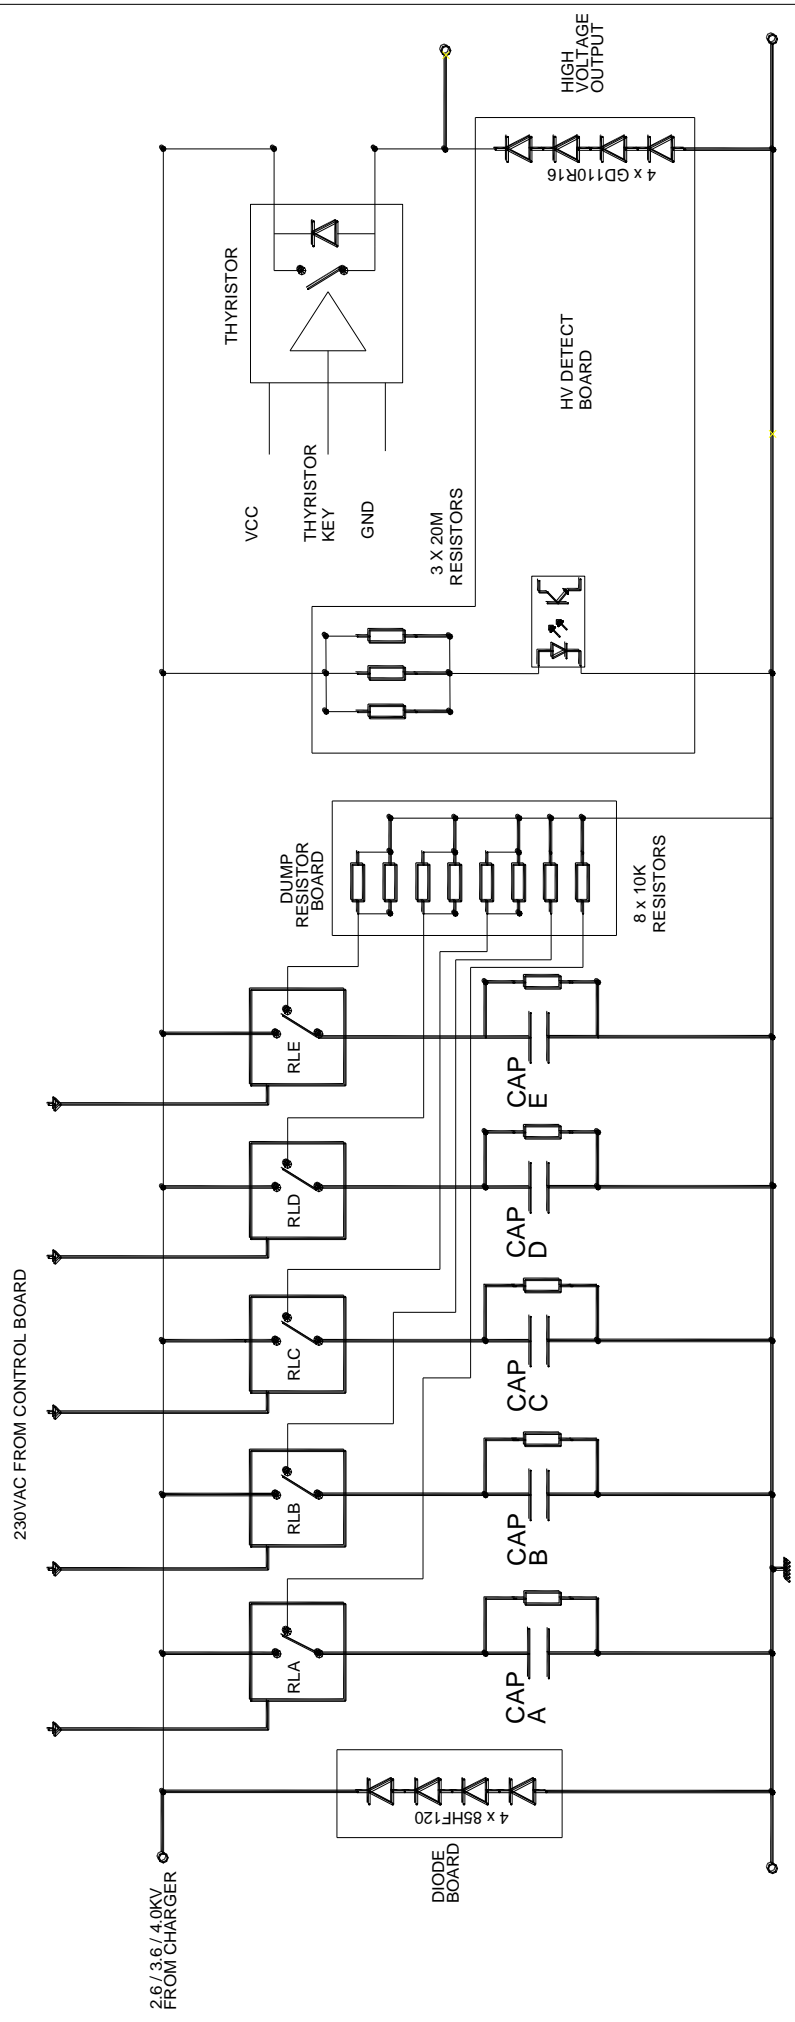 230VAC FROM CONTROL BOARD
2.6 / 3.6 / 4.0KV
FROM CHARGER
DIODE
BOARD
4 x 85HF120
RLA
RLB
RLC
RLD
RLE
CAP
A
CAP
B
CAP
C
CAP
D
CAP
E
DUMP
RESISTOR
BOARD
8 x 10K
RESISTORS
3 X 20M
RESISTORS
VCC
THYRISTOR
KEY
GND
THYRISTOR
HV DETECT
BOARD
4 x GD110R16
HIGH
VOLTAGE
OUTPUT